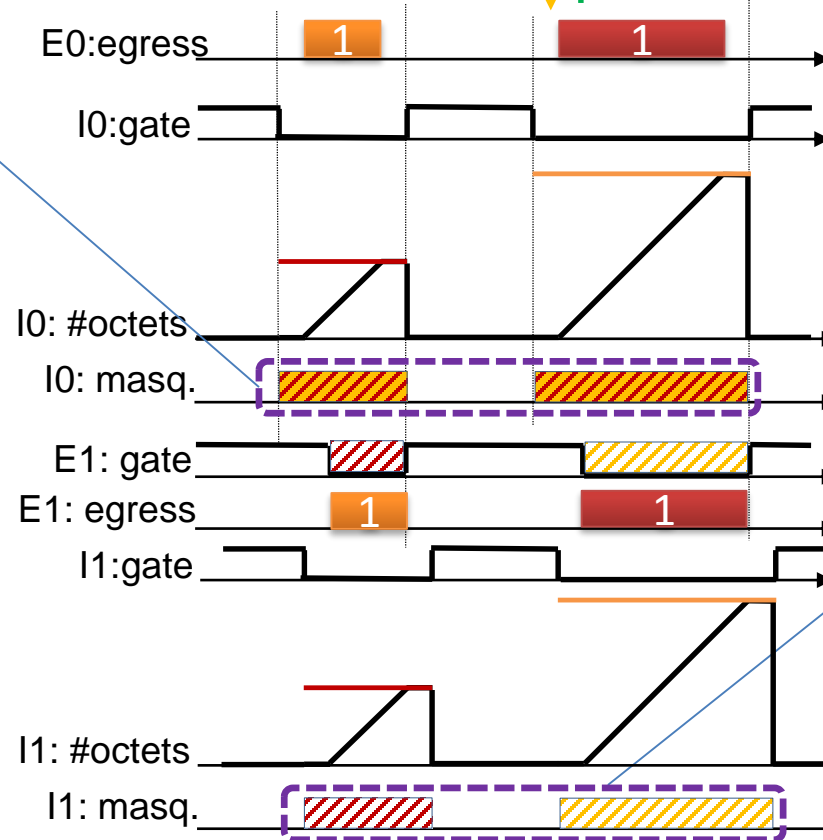 E0:egress 1 1
I0:gate
I0: #octets
I0: masq.
E1: gate
E1: egress 1 1
I1:gate
I1: #octets
I1: masq.